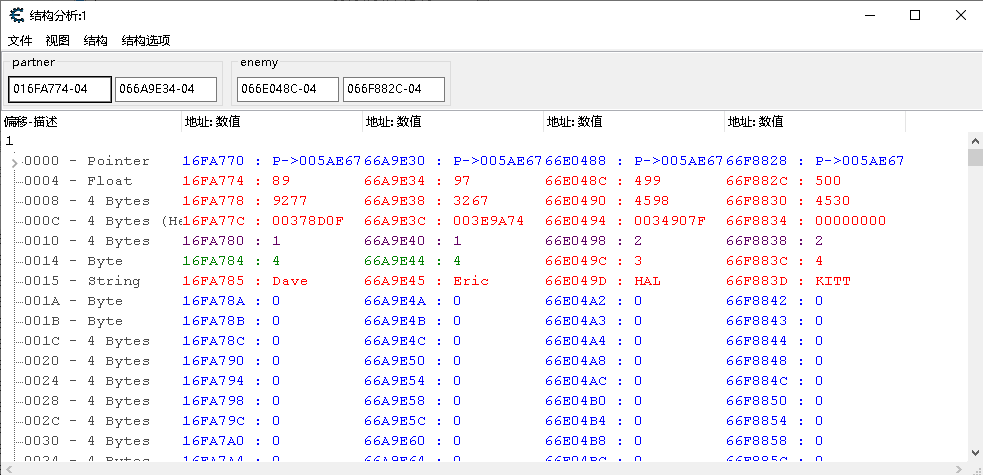 结构分析:1
文件 视图 结构 结构选项
partner enemy
016FA774-04 066A9E34-04 066E048C-04 066F882C-04
偏移-描述 地址: 数值 地址: 数值 地址: 数值 地址: 数值
1
0000 - Pointer 16FA770 : P->005AE67 66A9E30 : P->005AE67 66E0488 : P->005AE67 66F8828 : P->005AE67
0004 - Float 16FA774 : 89 66A9E34 : 97 66E048C : 499 66F882C : 500
0008 - 4 Bytes 16FA778 : 9277 66A9E38 : 3267 66E0490 : 4598 66F8830 : 4530
000C - 4 Bytes (He 16FA77C : 00378D0F 66A9E3C : 003E9A74 66E0494 : 0034907F 66F8834 : 00000000
0010 - 4 Bytes 16FA780 : 1 66A9E40 : 1 66E0498 : 2 66F8838 : 2
0014 - Byte 16FA784 : 4 66A9E44 : 4 66E049C : 3 66F883C : 4
0015 - String 16FA785 : Dave 66A9E45 : Eric 66E049D : HAL 66F883D : KITT
001A - Byte 16FA78A : 0 66A9E4A : 0 66E04A2 : 0 66F8842 : 0
001B - Byte 16FA78B : 0 66A9E4B : 0 66E04A3 : 0 66F8843 : 0
001C - 4 Bytes 16FA78C : 0 66A9E4C : 0 66E04A4 : 0 66F8844 : 0
0020 - 4 Bytes 16FA790 : 0 66A9E50 : 0 66E04A8 : 0 66F8848 : 0
0024 - 4 Bytes 16FA794 : 0 66A9E54 : 0 66E04AC : 0 66F884C : 0
0028 - 4 Bytes 16FA798 : 0 66A9E58 : 0 66E04B0 : 0 66F8850 : 0
002C - 4 Bytes 16FA79C : 0 66A9E5C : 0 66E04B4 : 0 66F8854 : 0
0030 - 4 Bytes 16FA7A0 : 0 66A9E60 : 0 66E04B8 : 0 66F8858 : 0
0034 - 4 Bytes 16FA7A4 : 0 66A9E64 : 0 66E04BC : 0 66F885C : 0